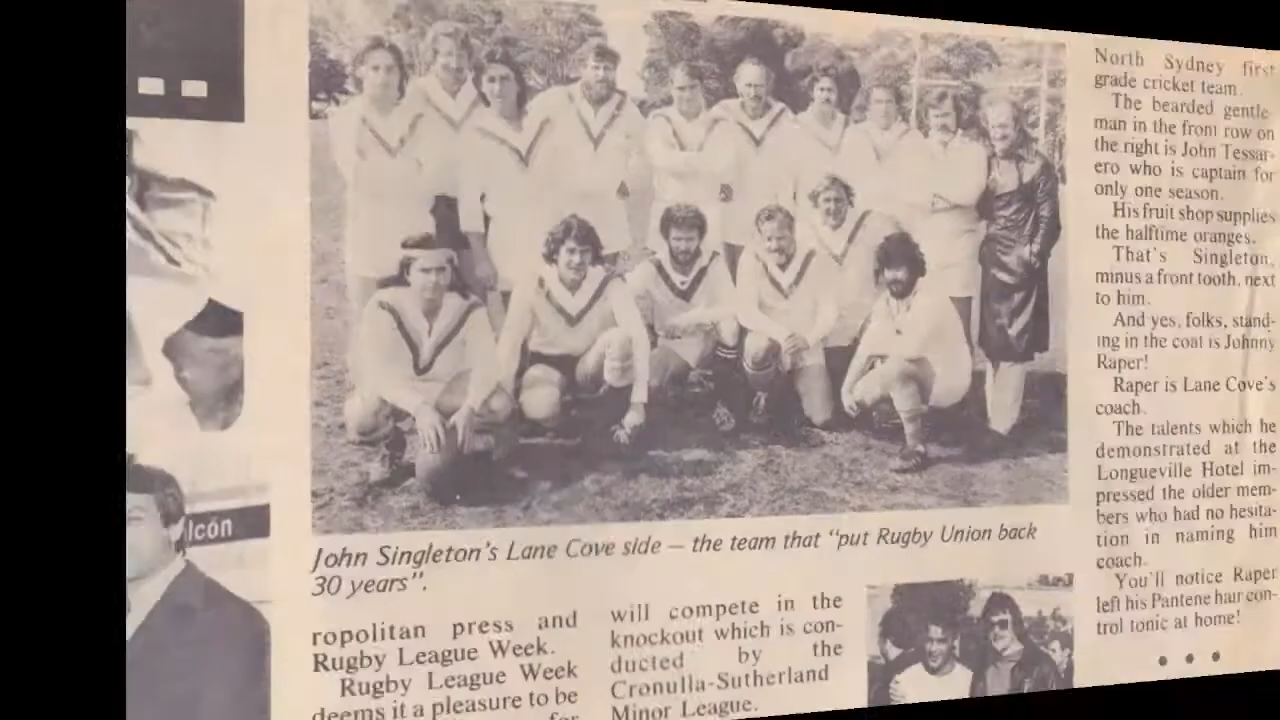 lcon
John Singleton's Lane Cove side — the team that "put Rugby Union back
30 years".
ropolitan press and
Rugby League Week.
Rugby League Week
deems it a pleasure to be
for
will compete in the
knockout which is con-
ducted by the
Cronulla-Sutherland
Minor League.
North Sydney first
grade cricket team.
The bearded gentle-
man in the front row on
the right is John Tessar-
ero who is captain for
only one season.
His fruit shop supplies
the halftime oranges.
That's Singleton,
minus a front tooth, next
to him.
And yes, folks, stand-
ing in the coat is Johnny
Raper!
Raper is Lane Cove's
coach.
The talents which he
demonstrated at the
Longueville Hotel im-
pressed the older mem-
bers who had no hesita-
tion in naming him
coach.
You'll notice Raper
left his Pantene hair con-
trol tonic at home!